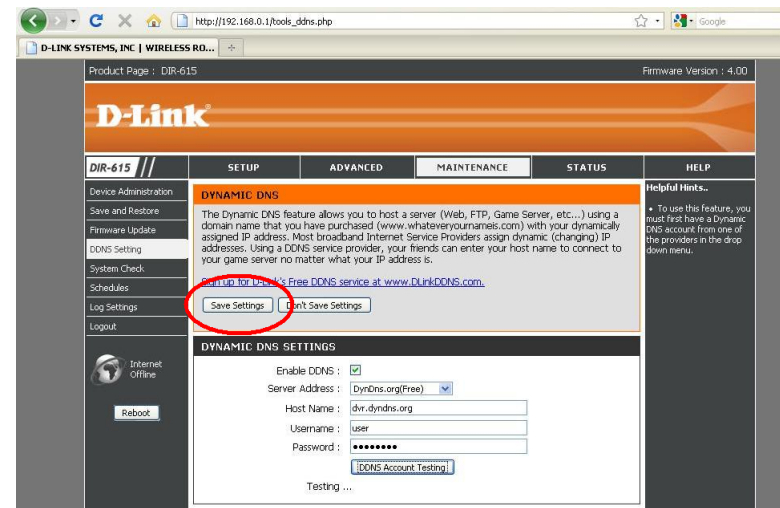 http://192.168.0.1/tools_ddns.php
Google
D-LINK SYSTEMS, INC | WIRELESS RO...
Product Page : DIR-615
Firmware Version : 4.00
D-Link
DIR-615
SETUP
ADVANCED
MAINTENANCE
STATUS
HELP
Device Administration
Save and Restore
Firmware Update
DDNS Setting
System Check
Schedules
Log Settings
Logout
Internet
Offline
Reboot
DYNAMIC DNS
The Dynamic DNS feature allows you to host a server (Web, FTP, Game Server, etc...) using a
domain name that you have purchased (www.whateveryournameis.com) with your dynamically
assigned IP address. Most broadband Internet Service Providers assign dynamic (changing) IP
addresses. Using a DDNS service provider, your friends can enter your host name to connect to
your game server no matter what your IP address is.
Sign up for D-Link's Free DDNS service at www.DLinkDDNS.com.
Save Settings
Don't Save Settings
DYNAMIC DNS SETTINGS
Enable DDNS :
Server Address : DynDns.org(Free)
Host Name : dvr.dyndns.org
Username : user
Password : ••••••••
DDNS Account Testing
Testing ...
Helpful Hints..
• To use this feature, you
must first have a Dynamic
DNS account from one of
the providers in the drop
down menu.